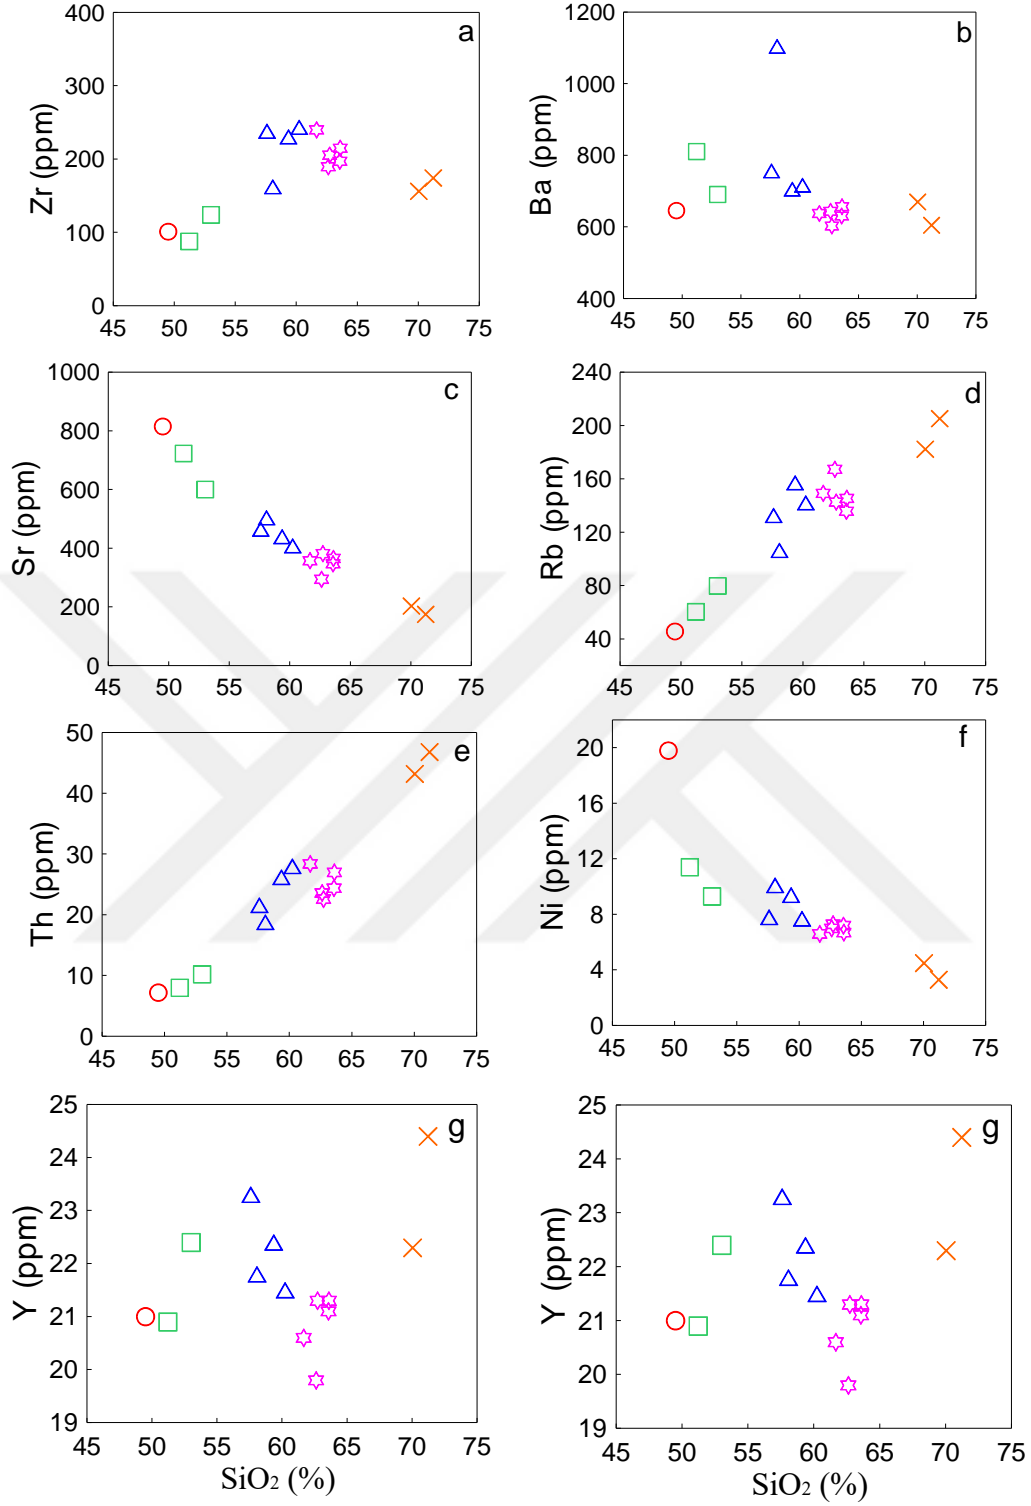 400
300
200
100
0
Zr (ppm)
a
45 50 55 60 65 70 75
1200
1000
800
600
400
Ba (ppm)
b
45 50 55 60 65 70 75
1000
800
600
400
200
0
Sr (ppm)
c
45 50 55 60 65 70 75
240
200
160
120
80
40
Rb (ppm)
d
45 50 55 60 65 70 75
50
40
30
20
10
0
Th (ppm)
e
45 50 55 60 65 70 75
20
16
12
8
4
0
Ni (ppm)
f
45 50 55 60 65 70 75
25
24
23
22
21
20
19
Y (ppm)
g
45 50 55 60 65 70 75
SiO₂ (%)
25
24
23
22
21
20
19
Y (ppm)
g
45 50 55 60 65 70 75
SiO₂ (%)